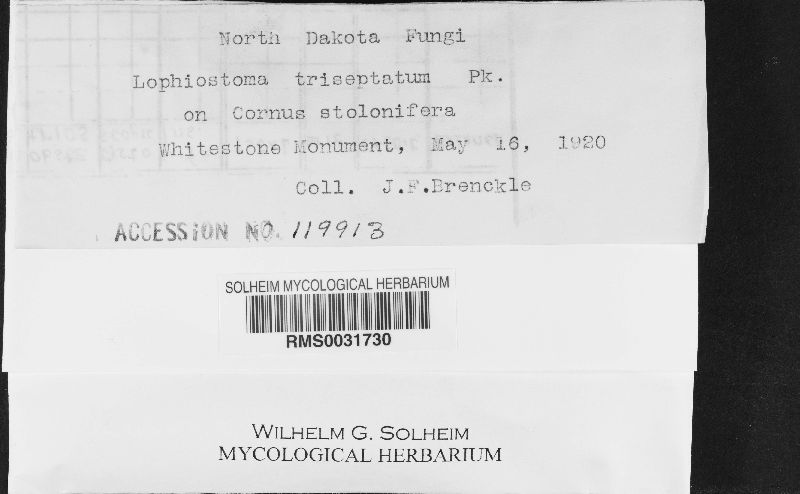 North Dakota Fungi
Lophiostoma triseptatum Pk.
on Cornus stolonifera
Whitestone Monument, May 16, 1920
Coll. J.F.Brenckle
ACCESSION NO. 119913
SOLHEIM MYCOLOGICAL HERBARIUM
RMS0031730
WILHELM G. SOLHEIM
MYCOLOGICAL HERBARIUM